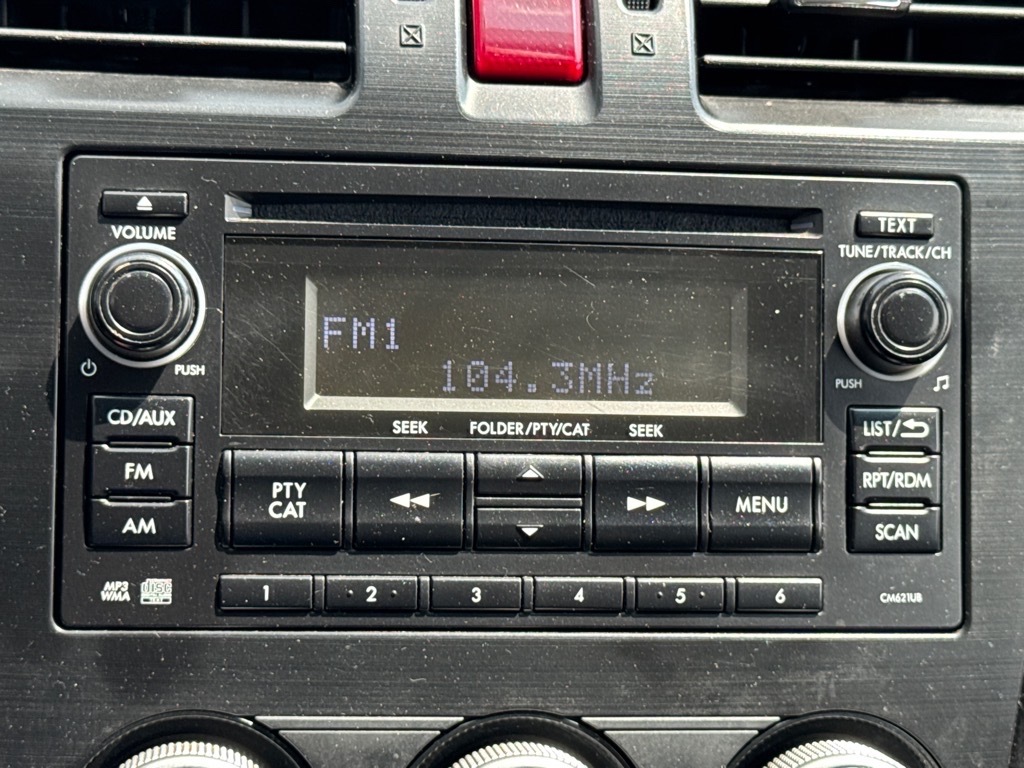 VOLUME
PUSH
TEXT
TUNE/TRACK/CH
PUSH
FM1
104.3MHz
SEEK FOLDER/PTY/CAT SEEK
CD/AUX
FM
AM
PTY
CAT
MENU
LIST/
RPT/RDM
SCAN
MP3
WMA
disc
1 2 3 4 5 6
CM621UB